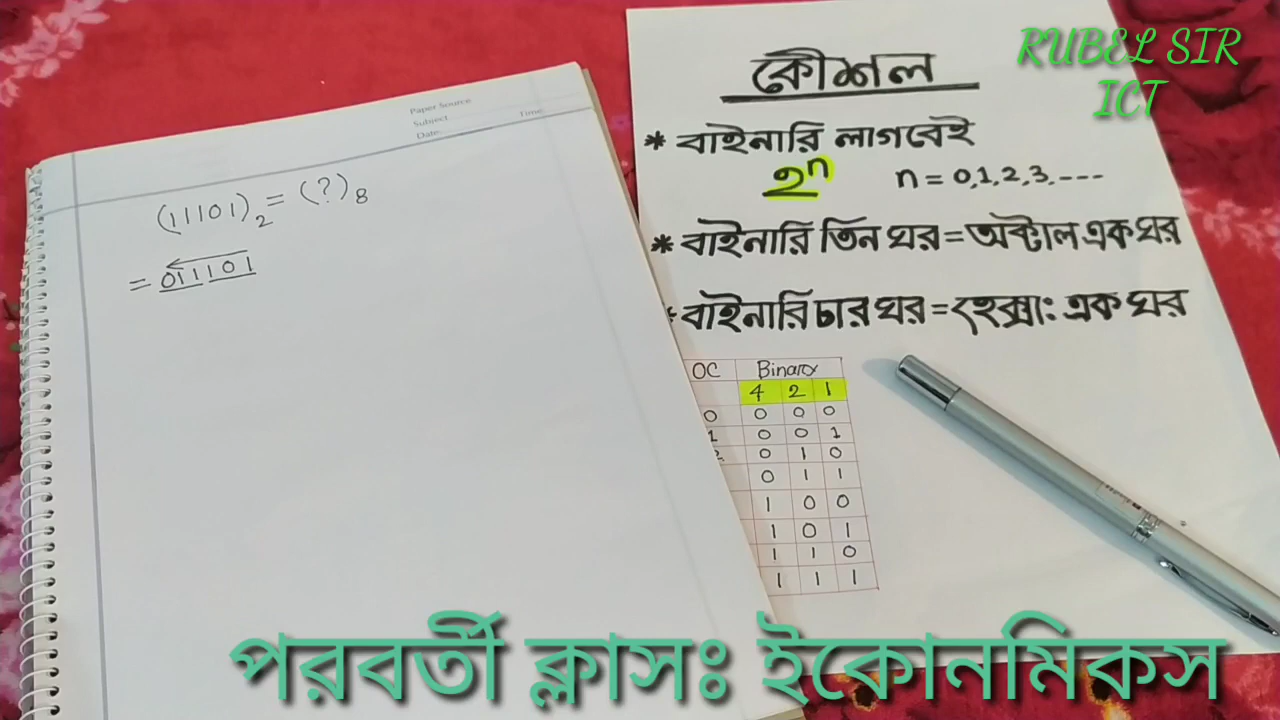 Paper Source
Subject
Date
Time
(11101)₂ = (?)₈
= 011101
RUBEL SIR
ICT
কৌশল
* বাইনারি লাগবেই
2ⁿ n = 0,1,2,3,----
* বাইনারি তিন ঘর = অক্টাল এক ঘর
* বাইনারি চার ঘর = হেক্সা: এক ঘর
OC Binary
4 2 1
0 0 0 0
1 0 0 1
2 0 1 0
0 1 1
1 0 0
1 0 1
1 1 0
1 1 1
পরবর্তী ক্লাসঃ ইকোনমিকস